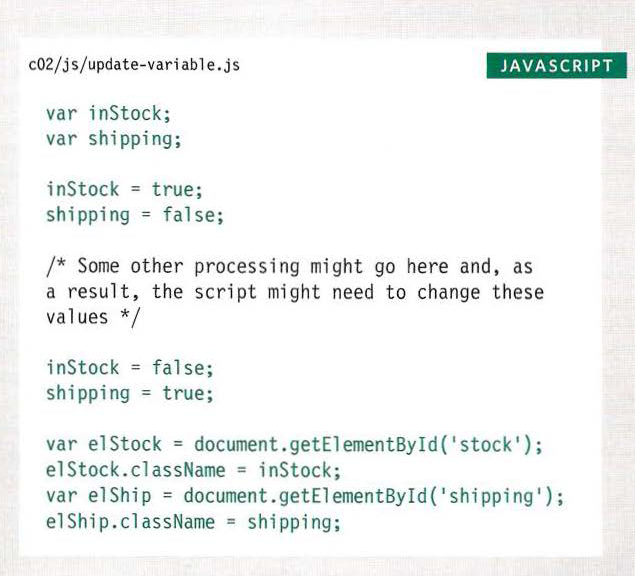 c02/js/update-variable.js
JAVASCRIPT
var inStock;
var shipping;
inStock = true;
shipping = false;
/* Some other processing might go here and, as
a result, the script might need to change these
values */
inStock = false;
shipping = true;
var elStock = document.getElementById('stock');
elStock.className = inStock;
var elShip = document.getElementById('shipping');
elShip.className = shipping;